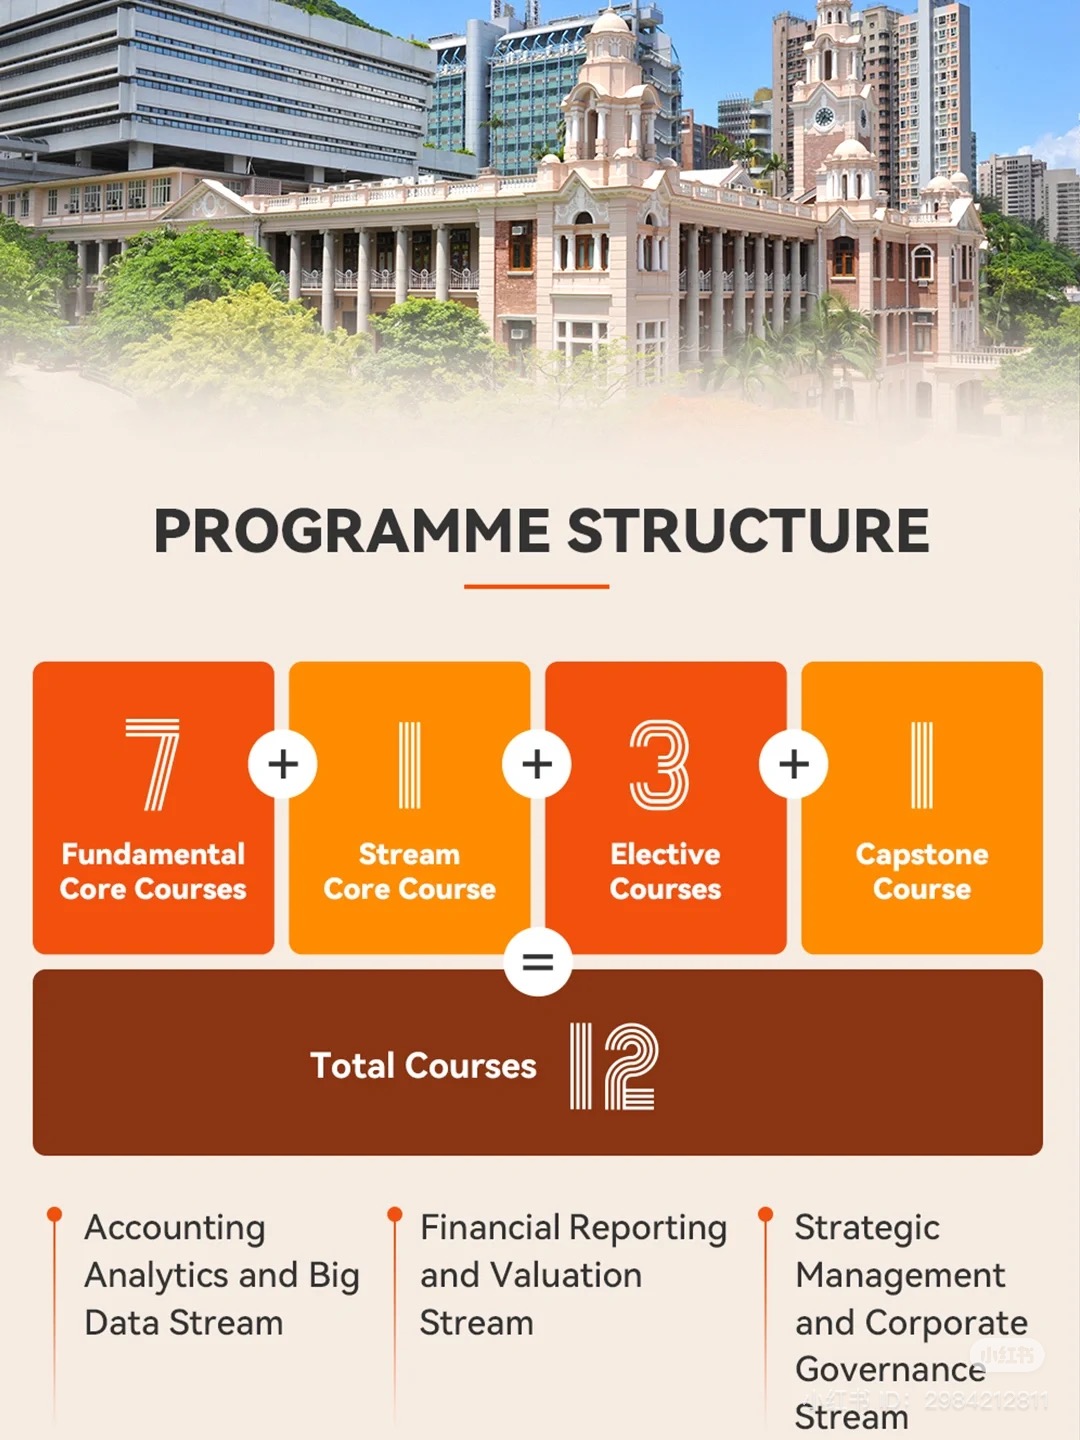 PROGRAMME STRUCTURE
7
Fundamental
Core Courses
+
1
Stream
Core Course
+
3
Elective
Courses
+
1
Capstone
Course
=
Total Courses 12
Accounting
Analytics and Big
Data Stream
Financial Reporting
and Valuation
Stream
Strategic
Management
and Corporate
Governance
Stream
小红书
小红书 ID: 2984212811